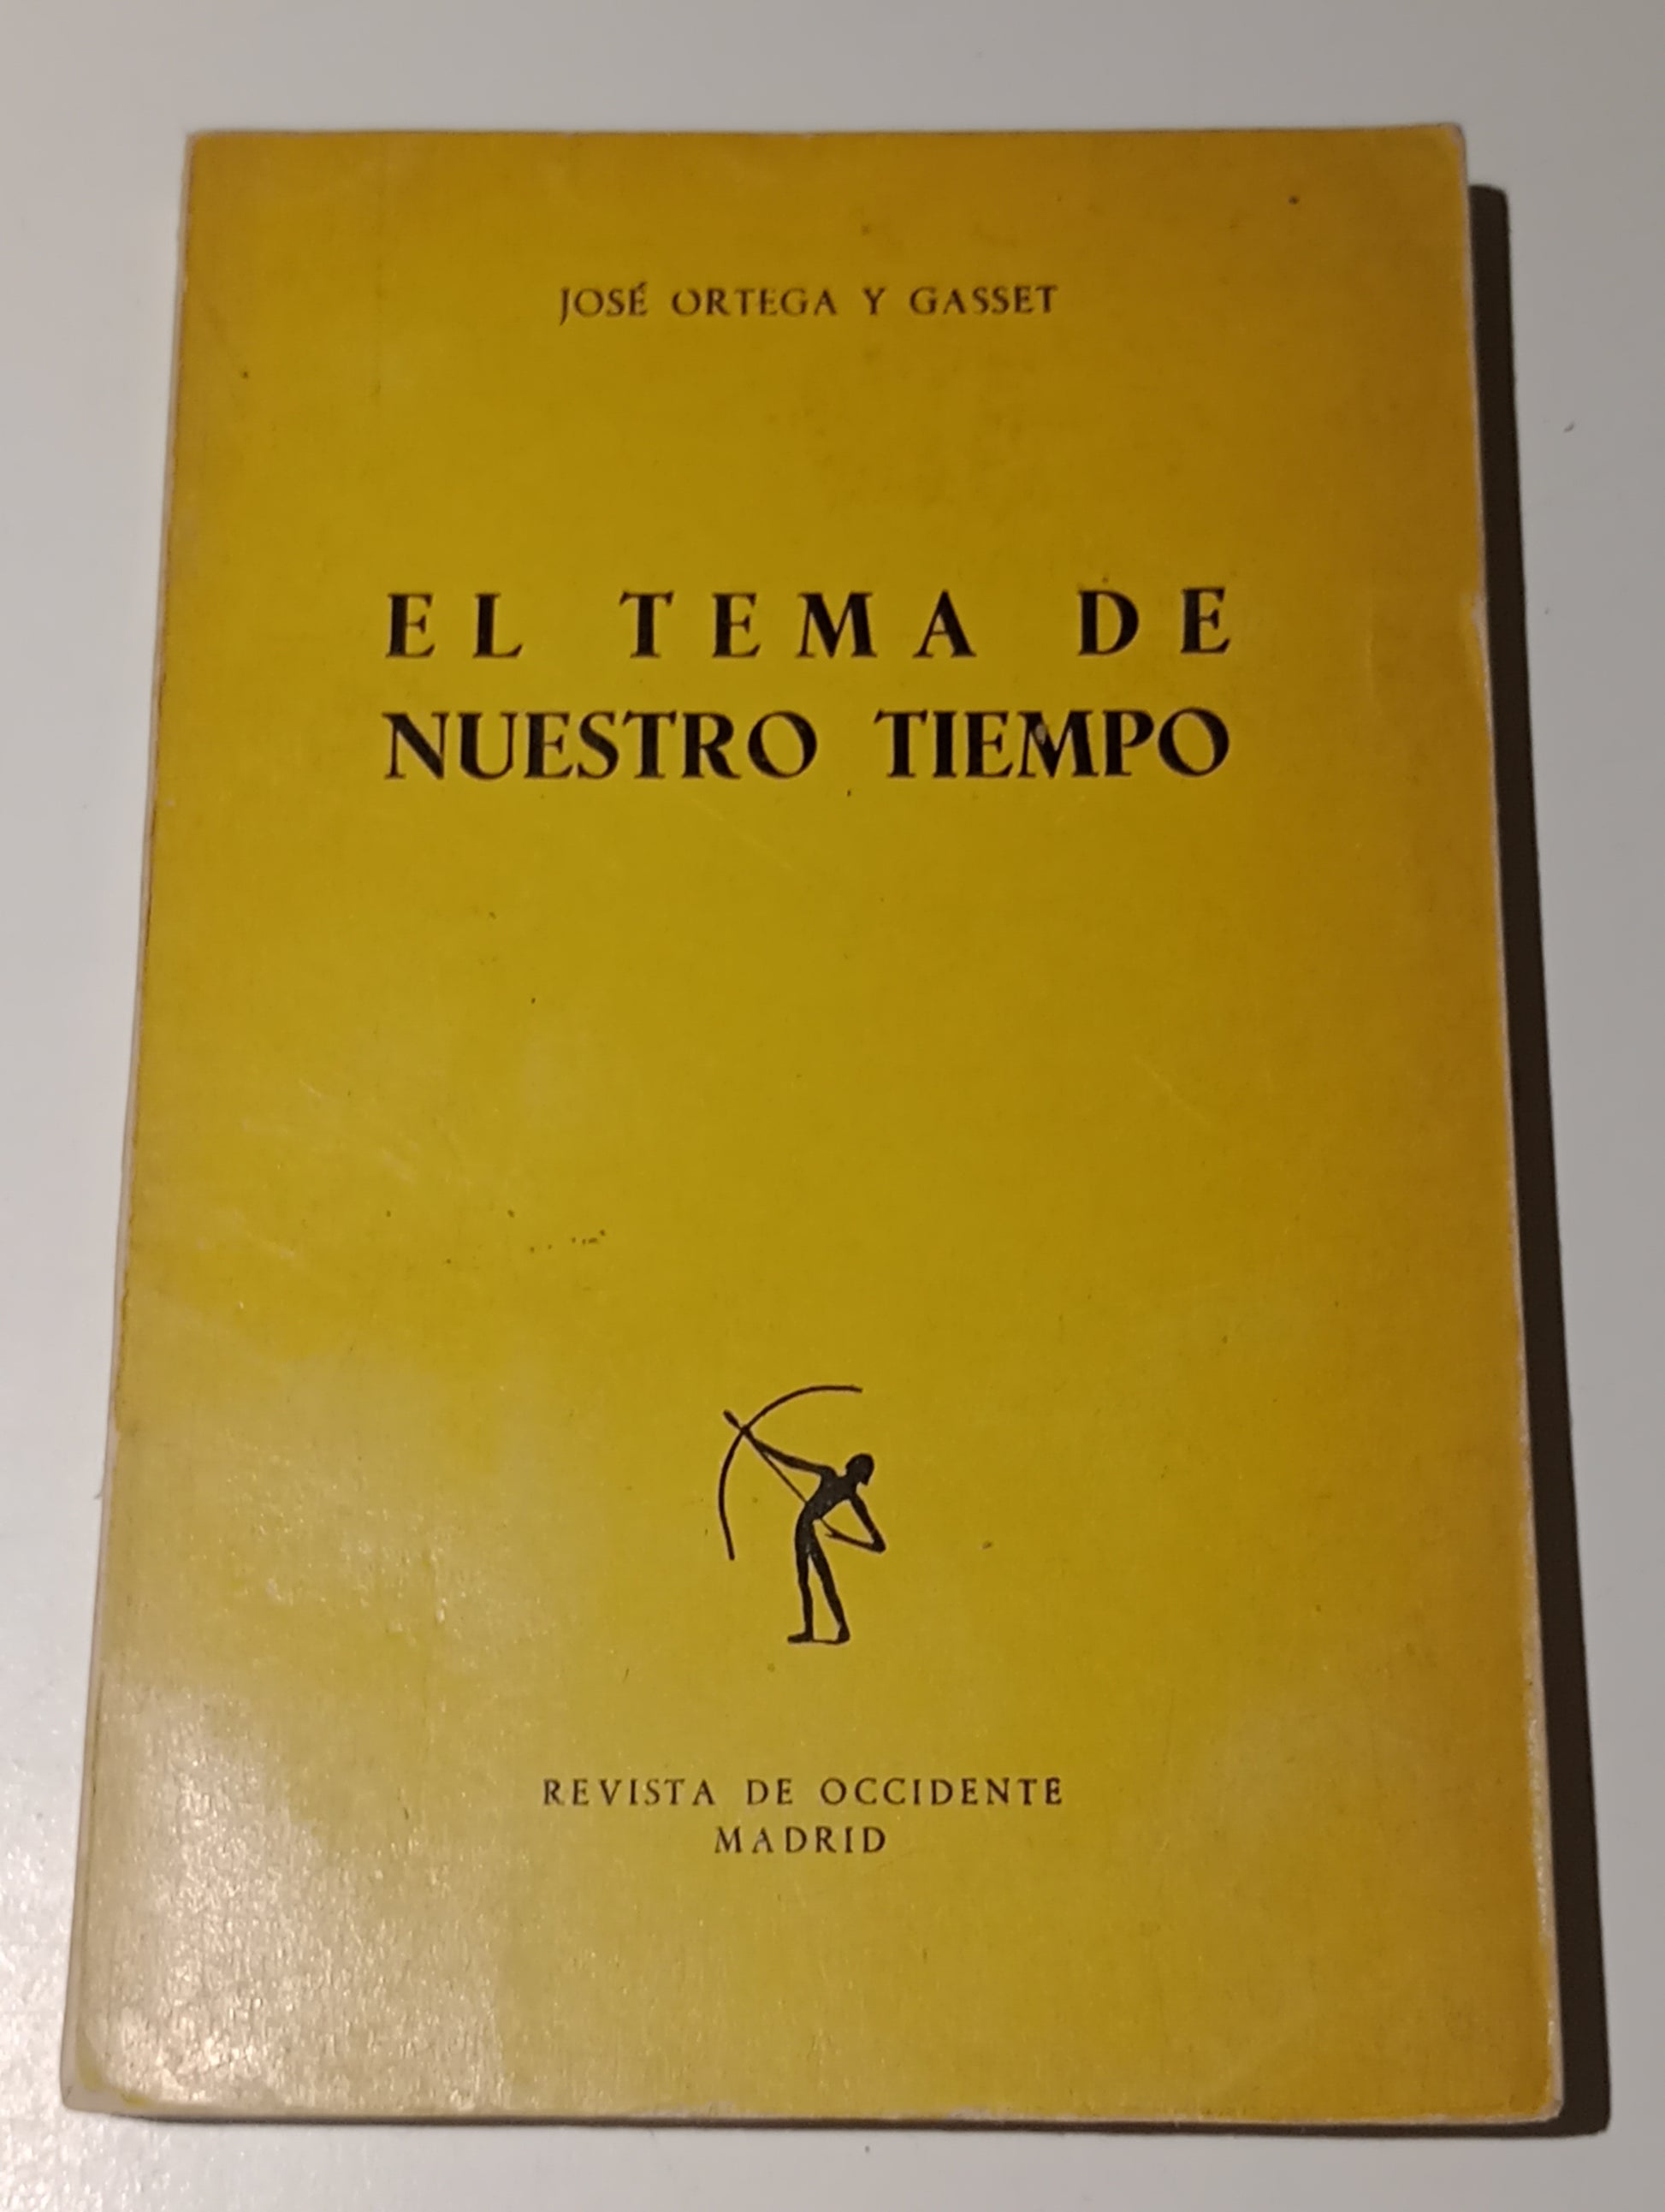 JOSÉ ORTEGA Y GASSET
EL TEMA DE
NUESTRO TIEMPO
REVISTA DE OCCIDENTE
MADRID